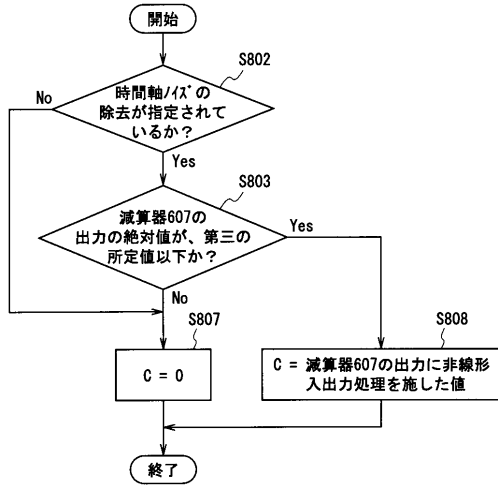 開始
S802
時間軸ノイズの
除去が指定されて
いるか？
No
Yes
S803
減算器607の
出力の絶対値が、第三の
所定値以下か？
Yes
No
S807
C = 0
S808
C = 減算器607の出力に非線形
入出力処理を施した値
終了